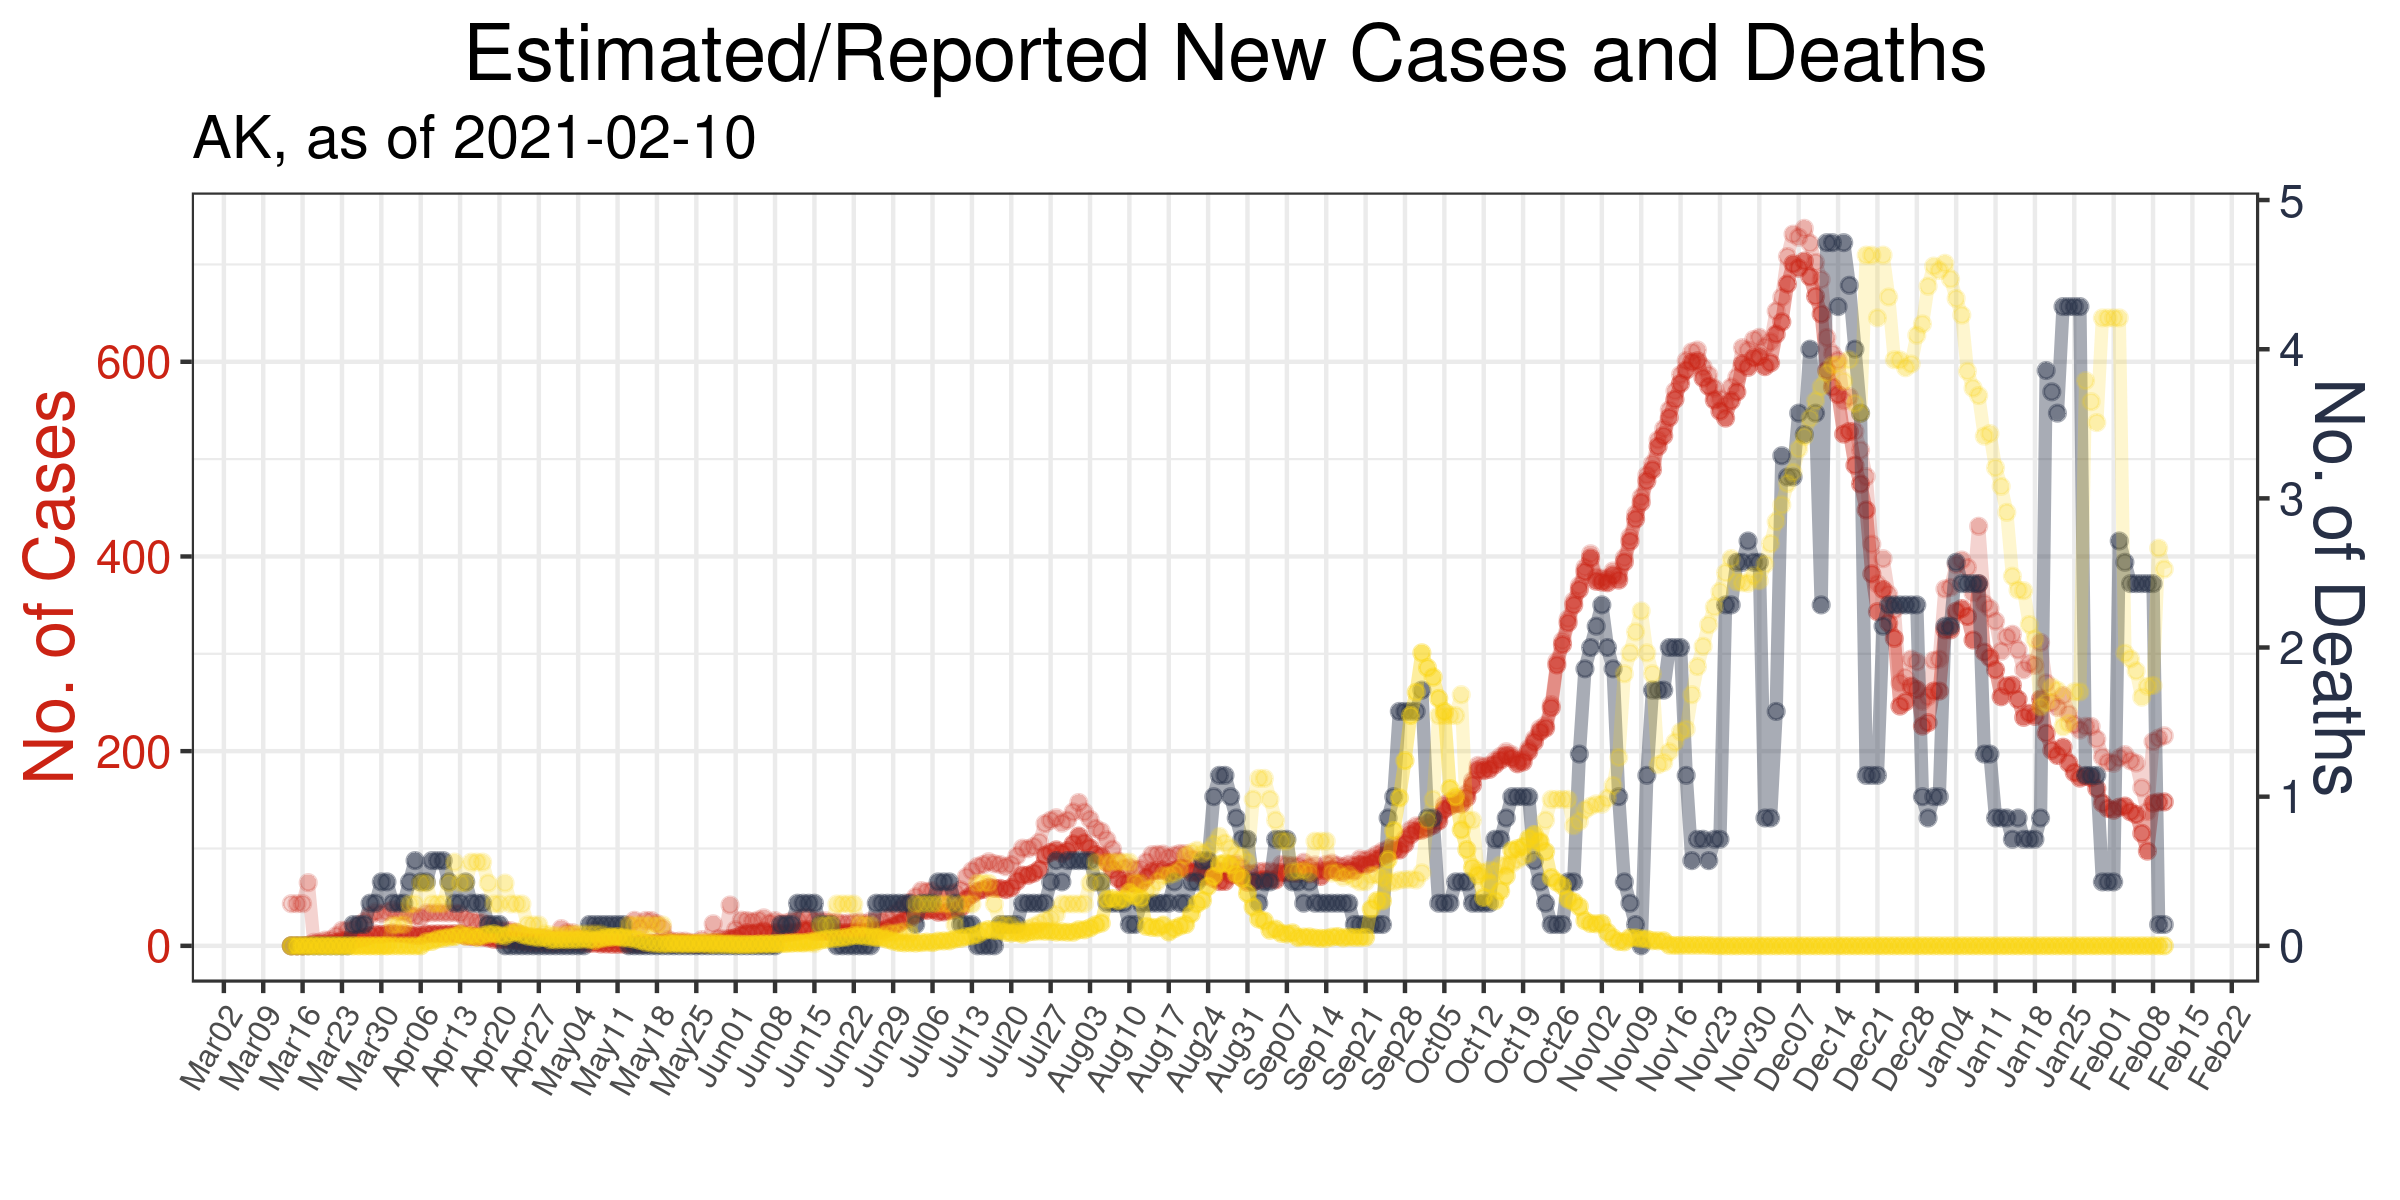 Estimated/Reported New Cases and Deaths
AK, as of 2021-02-10
No. of Cases
600
400
200
0
5
4
3
2
1
0
No. of Deaths
Mar02
Mar09
Mar16
Mar23
Mar30
Apr06
Apr13
Apr20
Apr27
May04
May11
May18
May25
Jun01
Jun08
Jun15
Jun22
Jun29
Jul06
Jul13
Jul20
Jul27
Aug03
Aug10
Aug17
Aug24
Aug31
Sep07
Sep14
Sep21
Sep28
Oct05
Oct12
Oct19
Oct26
Nov02
Nov09
Nov16
Nov23
Nov30
Dec07
Dec14
Dec21
Dec28
Jan04
Jan11
Jan18
Jan25
Feb01
Feb08
Feb15
Feb22